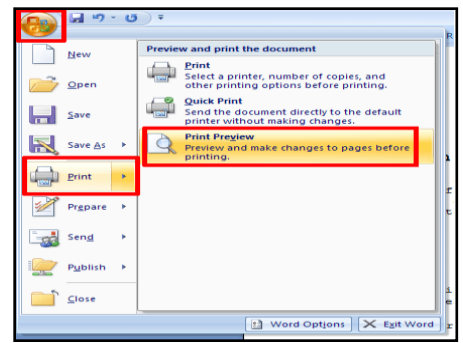 New
Open
Save
Save As
Print
Prepare
Send
Publish
Close
Preview and print the document
Print
Select a printer, number of copies, and
other printing options before printing.
Quick Print
Send the document directly to the default
printer without making changes.
Print Preview
Preview and make changes to pages before
printing.
Word Options
Exit Word